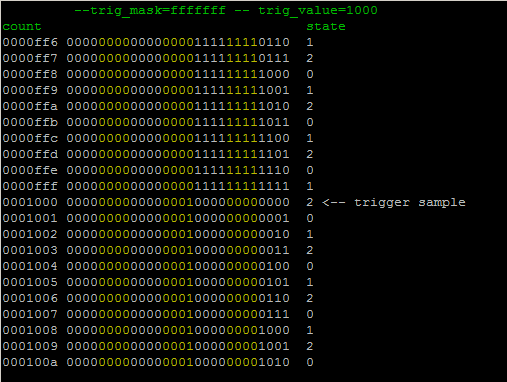 --trig_mask=fffffff -- trig_value=1000
count state
0000ff6 0000000000000000111111110110 1
0000ff7 0000000000000000111111110111 2
0000ff8 0000000000000000111111111000 0
0000ff9 0000000000000000111111111001 1
0000ffa 0000000000000000111111111010 2
0000ffb 0000000000000000111111111011 0
0000ffc 0000000000000000111111111100 1
0000ffd 0000000000000000111111111101 2
0000ffe 0000000000000000111111111110 0
0000fff 0000000000000000111111111111 1
0001000 0000000000000001000000000000 2 <-- trigger sample
0001001 0000000000000001000000000001 0
0001002 0000000000000001000000000010 1
0001003 0000000000000001000000000011 2
0001004 0000000000000001000000000100 0
0001005 0000000000000001000000000101 1
0001006 0000000000000001000000000110 2
0001007 0000000000000001000000000111 0
0001008 0000000000000001000000001000 1
0001009 0000000000000001000000001001 2
000100a 0000000000000001000000001010 0